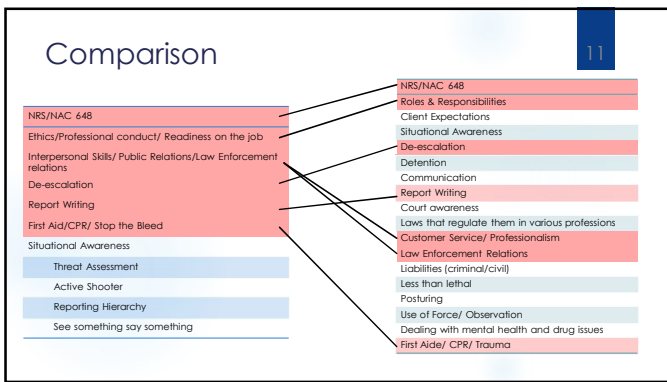 Comparison
11
NRS/NAC 648
Ethics/Professional conduct/ Readiness on the job
Interpersonal Skills/ Public Relations/Law Enforcement
relations
De-escalation
Report Writing
First Aid/CPR/ Stop the Bleed
Situational Awareness
Threat Assessment
Active Shooter
Reporting Hierarchy
See something say something
NRS/NAC 648
Roles & Responsibilities
Client Expectations
Situational Awareness
De-escalation
Detention
Communication
Report Writing
Court awareness
Laws that regulate them in various professions
Customer Service/ Professionalism
Law Enforcement Relations
Liabilities (criminal/civil)
Less than lethal
Posturing
Use of Force/ Observation
Dealing with mental health and drug issues
First Aide/ CPR/ Trauma